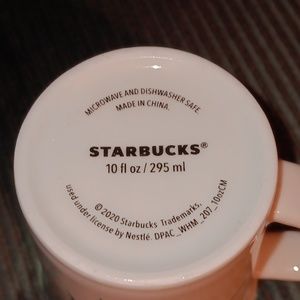 MICROWAVE AND DISHWASHER SAFE.
MADE IN CHINA.
STARBUCKS®
10 fl oz / 295 ml
©2020 Starbucks Trademarks,
used under license by Nestlé. DPAC_WHM_207_10ozCM